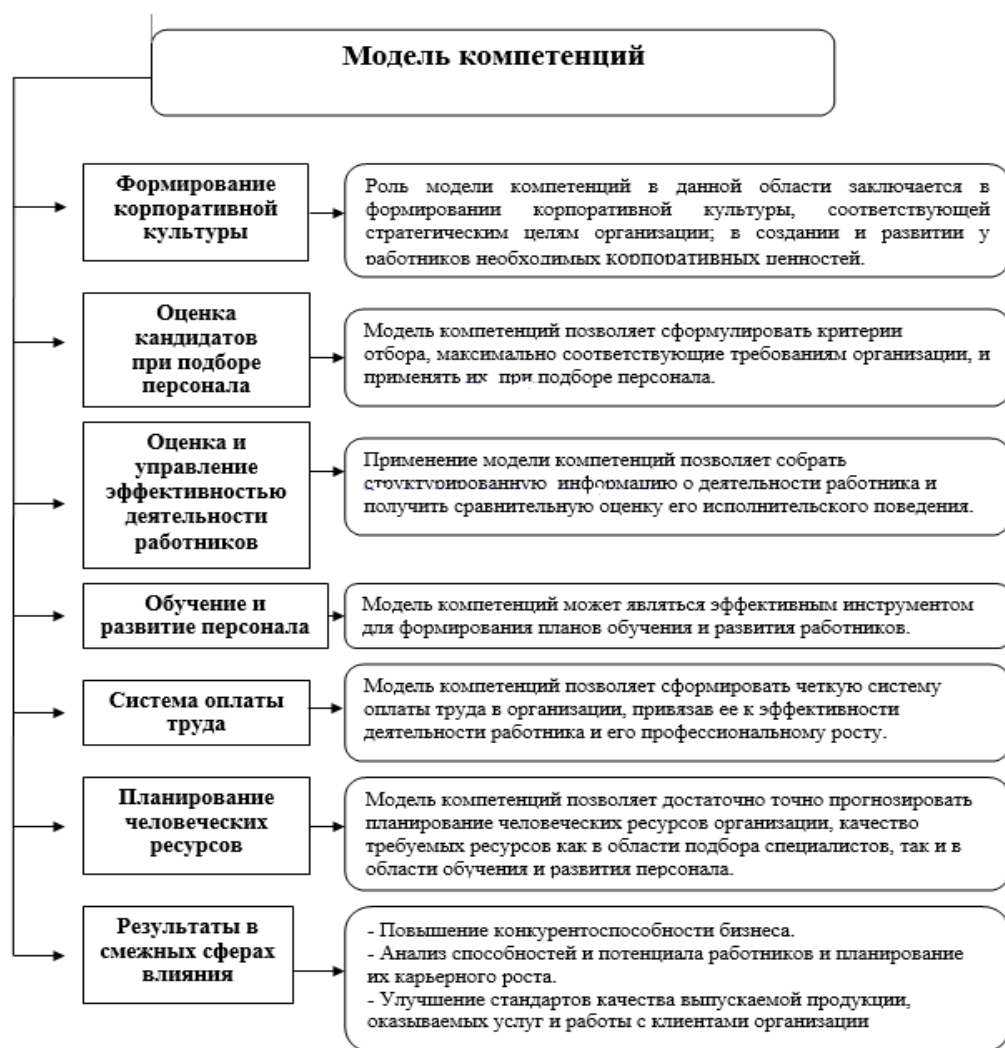 Модель компетенций
Формирование
корпоративной
культуры
Роль модели компетенций в данной области заключается в
формировании корпоративной культуры, соответствующей
стратегическим целям организации; в создании и развитии у
работников необходимых корпоративных ценностей.
Оценка
кандидатов
при подборе
персонала
Модель компетенций позволяет сформулировать критерии
отбора, максимально соответствующие требованиям организации, и
применять их при подборе персонала.
Оценка и
управление
эффективностью
деятельности
работников
Применение модели компетенций позволяет собрать
структурированную информацию о деятельности работника и
получить сравнительную оценку его исполнительского поведения.
Обучение и
развитие персонала
Модель компетенций может являться эффективным инструментом
для формирования планов обучения и развития работников.
Система оплаты
труда
Модель компетенций позволяет сформировать четкую систему
оплаты труда в организации, привязав ее к эффективности
деятельности работника и его профессиональному росту.
Планирование
человеческих
ресурсов
Модель компетенций позволяет достаточно точно прогнозировать
планирование человеческих ресурсов организации, качество
требуемых ресурсов как в области подбора специалистов, так и в
области обучения и развития персонала.
Результаты в
смежных сферах
влияния
- Повышение конкурентоспособности бизнеса.
- Анализ способностей и потенциала работников и планирование
их карьерного роста.
- Улучшение стандартов качества выпускаемой продукции,
оказываемых услуг и работы с клиентами организации